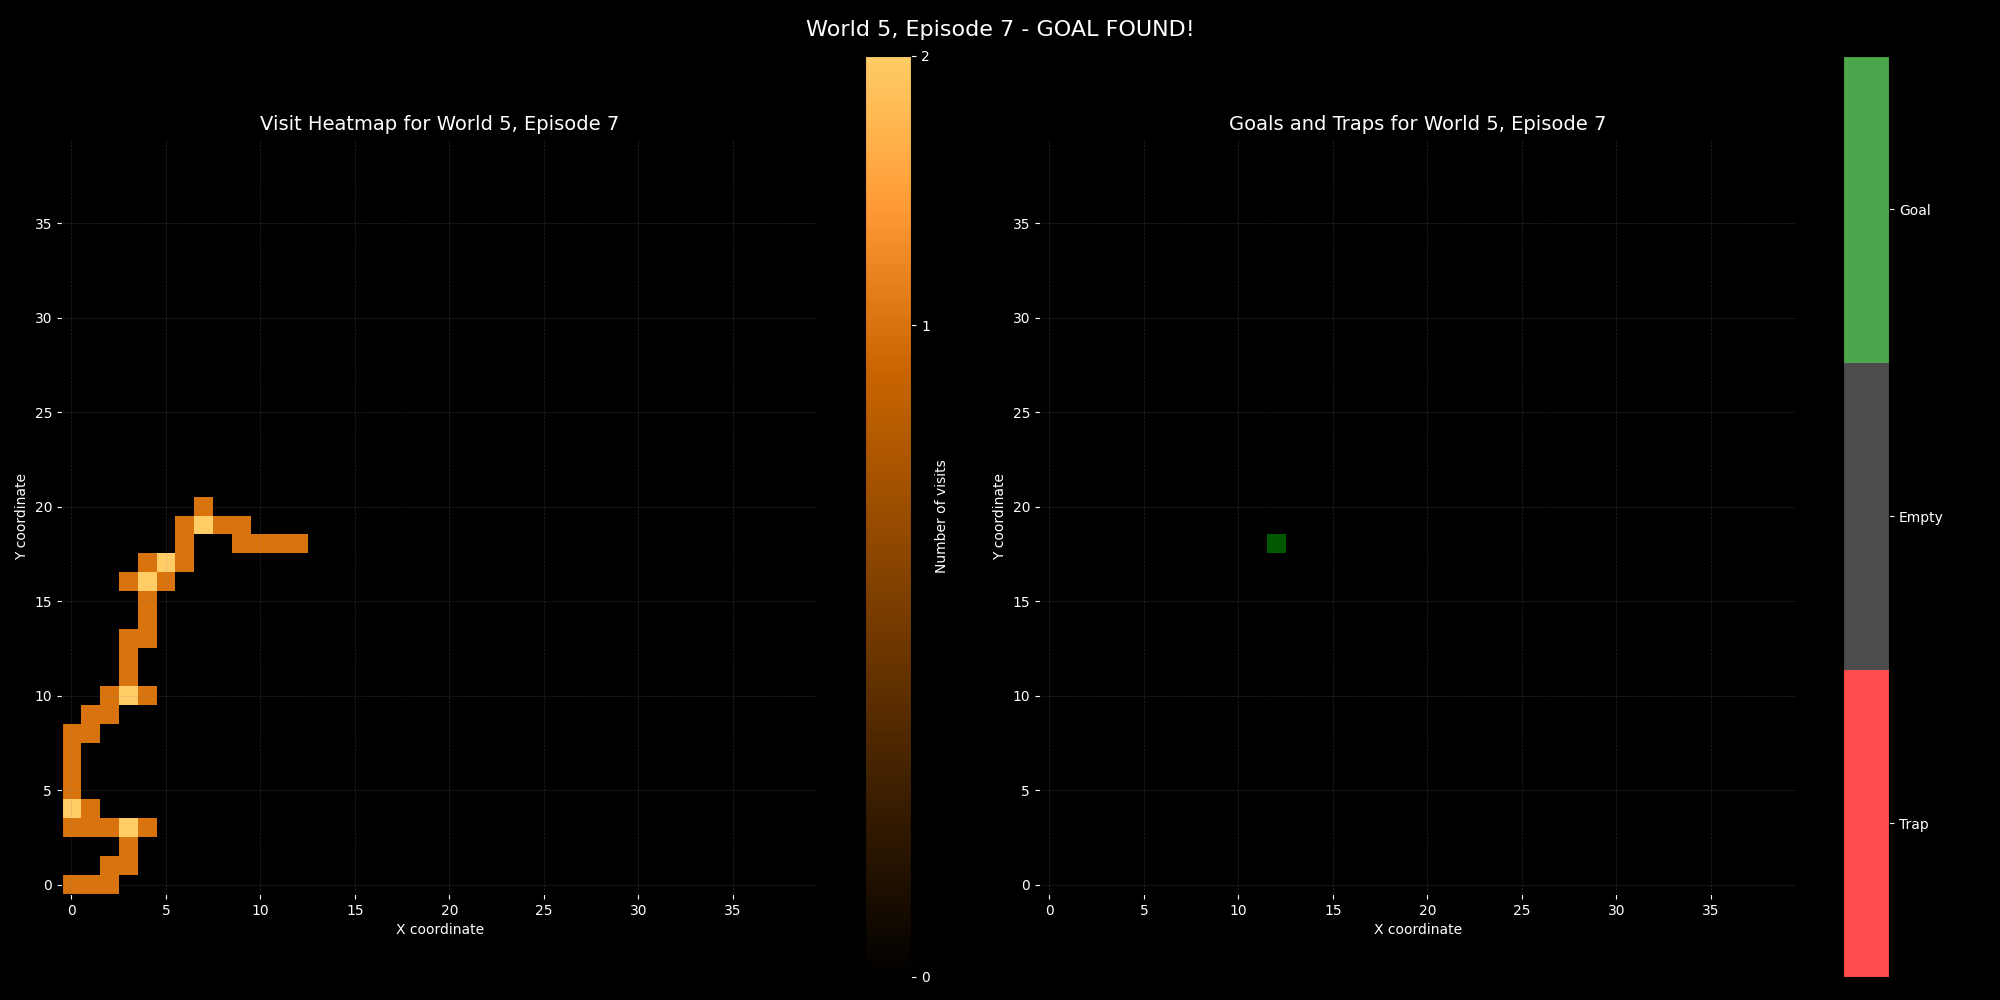 World 5, Episode 7 - GOAL FOUND!
Visit Heatmap for World 5, Episode 7
35
30
25
20
15
10
5
0
Y coordinate
0 5 10 15 20 25 30 35
X coordinate
2
1
0
Number of visits
Goals and Traps for World 5, Episode 7
35
30
25
20
15
10
5
0
Y coordinate
0 5 10 15 20 25 30 35
X coordinate
Goal
Empty
Trap